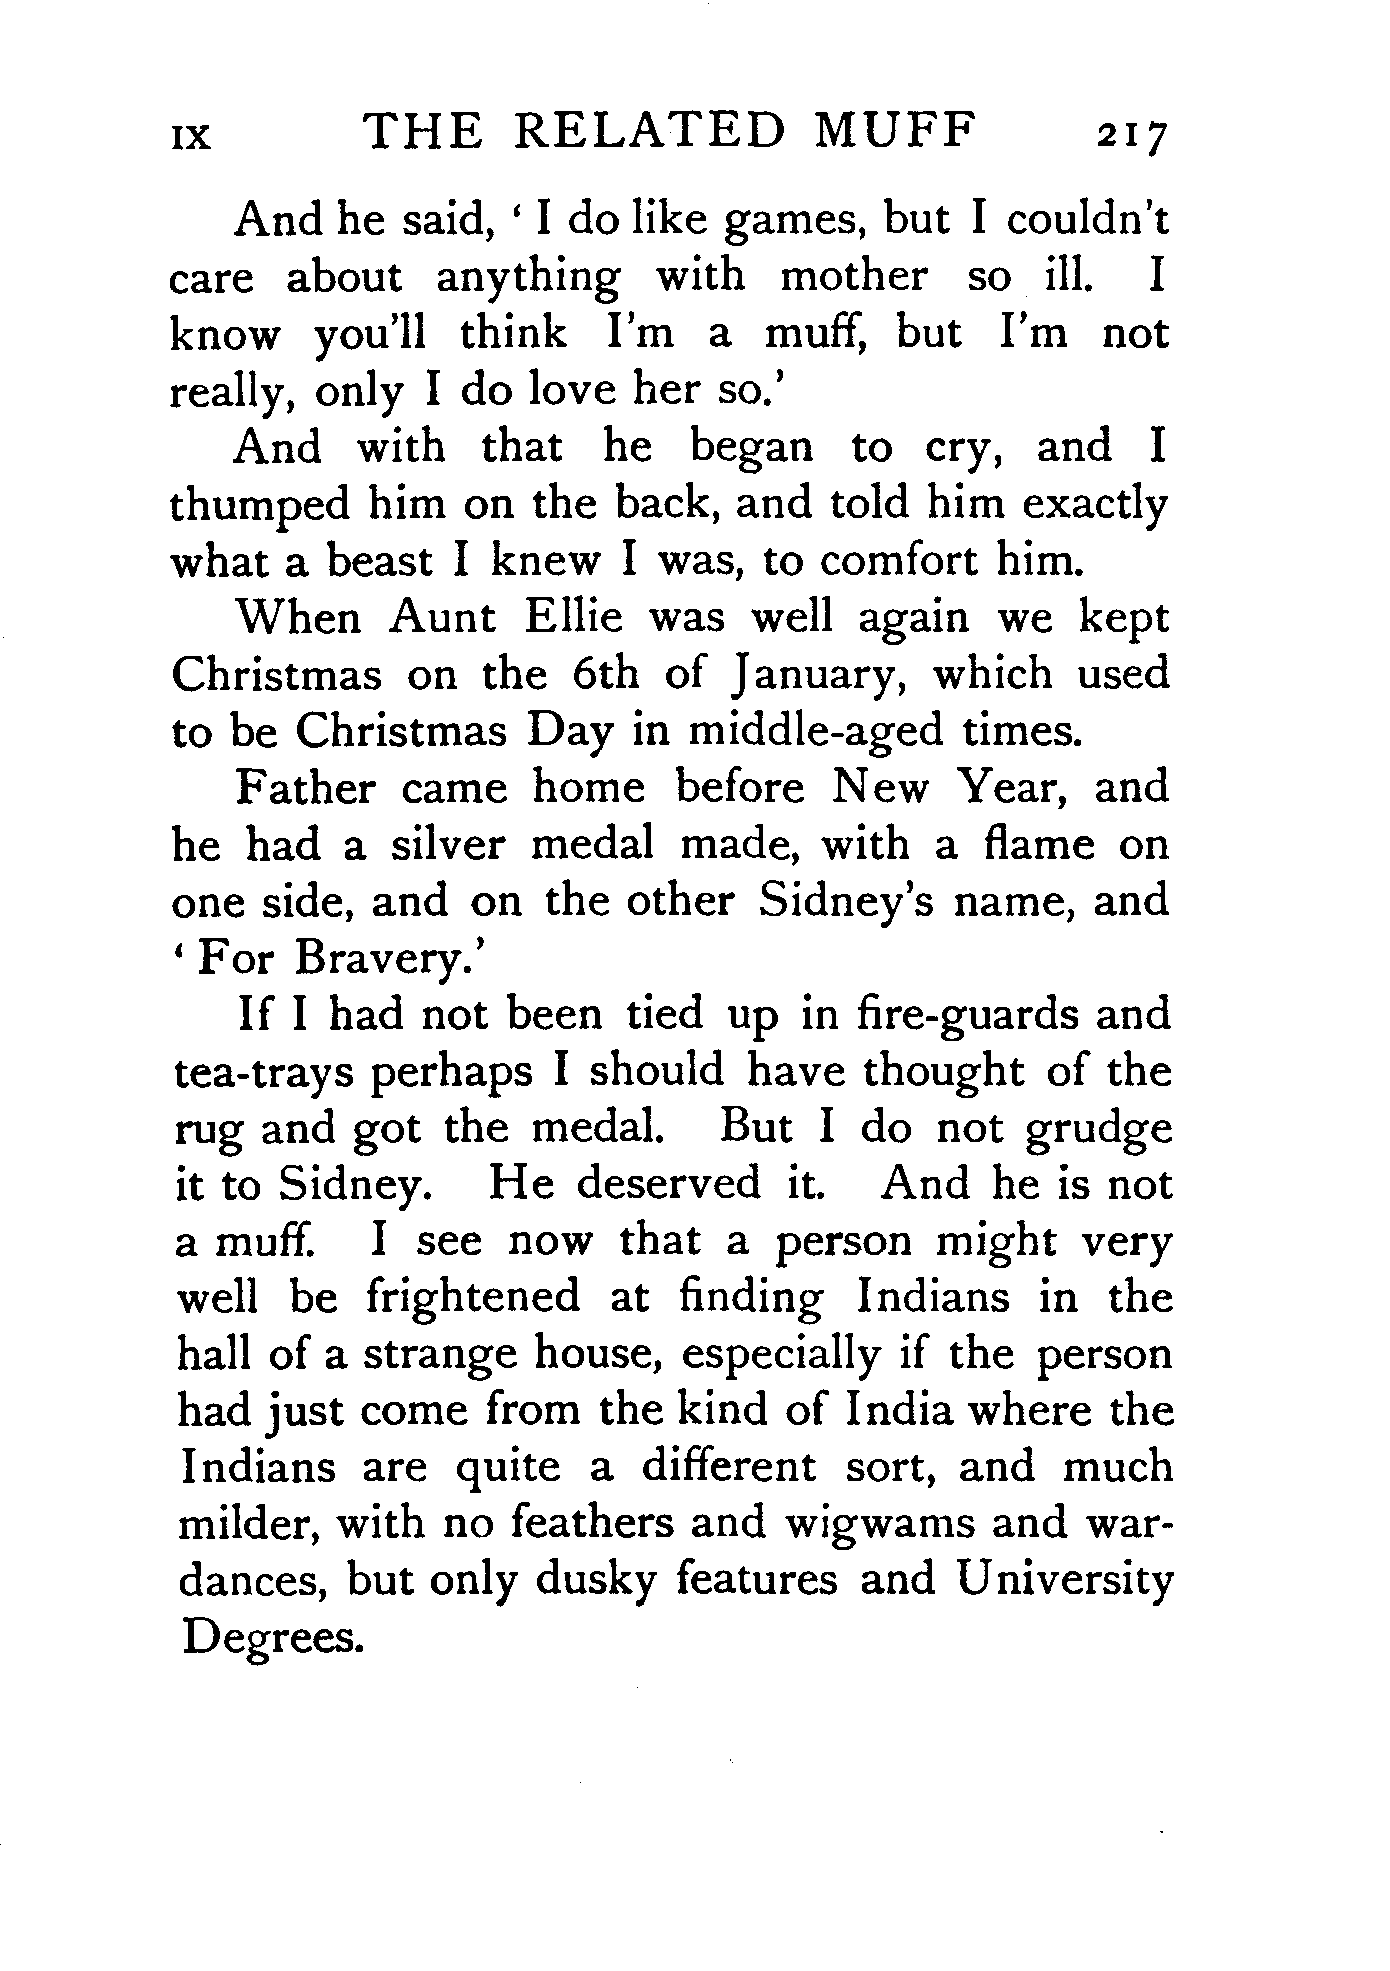 IX THE RELATED MUFF 217
And he said, ‘ I do like games, but I couldn't
care about anything with mother so ill. I
know you'll think I'm a muff, but I'm not
really, only I do love her so.’
And with that he began to cry, and I
thumped him on the back, and told him exactly
what a beast I knew I was, to comfort him.
When Aunt Ellie was well again we kept
Christmas on the 6th of January, which used
to be Christmas Day in middle-aged times.
Father came home before New Year, and
he had a silver medal made, with a flame on
one side, and on the other Sidney's name, and
‘ For Bravery.’
If I had not been tied up in fire-guards and
tea-trays perhaps I should have thought of the
rug and got the medal. But I do not grudge
it to Sidney. He deserved it. And he is not
a muff. I see now that a person might very
well be frightened at finding Indians in the
hall of a strange house, especially if the person
had just come from the kind of India where the
Indians are quite a different sort, and much
milder, with no feathers and wigwams and war-
dances, but only dusky features and University
Degrees.